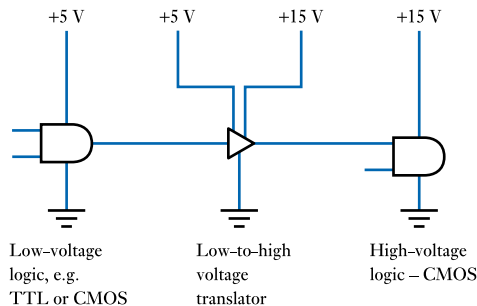 +5 V
+5 V
+15 V
+15 V
Low–voltage
logic, e.g.
TTL or CMOS
Low–to–high
voltage
translator
High–voltage
logic – CMOS